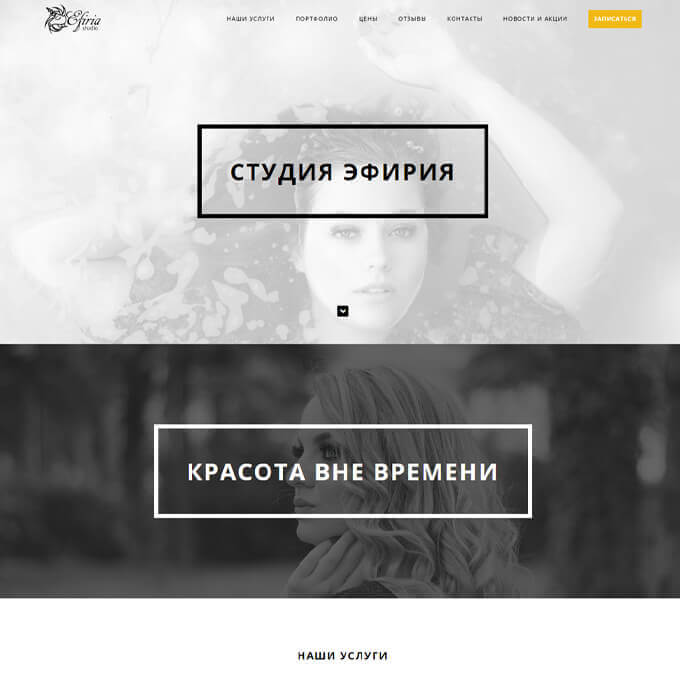 Efiria
studio
НАШИ УСЛУГИ
ПОРТФОЛИО
ЦЕНЫ
ОТЗЫВЫ
КОНТАКТЫ
НОВОСТИ И АКЦИИ
ЗАПИСАТЬСЯ
СТУДИЯ ЭФИРИЯ
КРАСОТА ВНЕ ВРЕМЕНИ
НАШИ УСЛУГИ